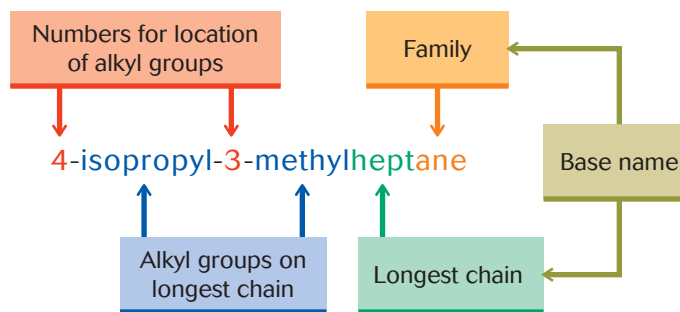 Numbers for location
of alkyl groups
Family
4-isopropyl-3-methylheptane
Base name
Alkyl groups on
longest chain
Longest chain